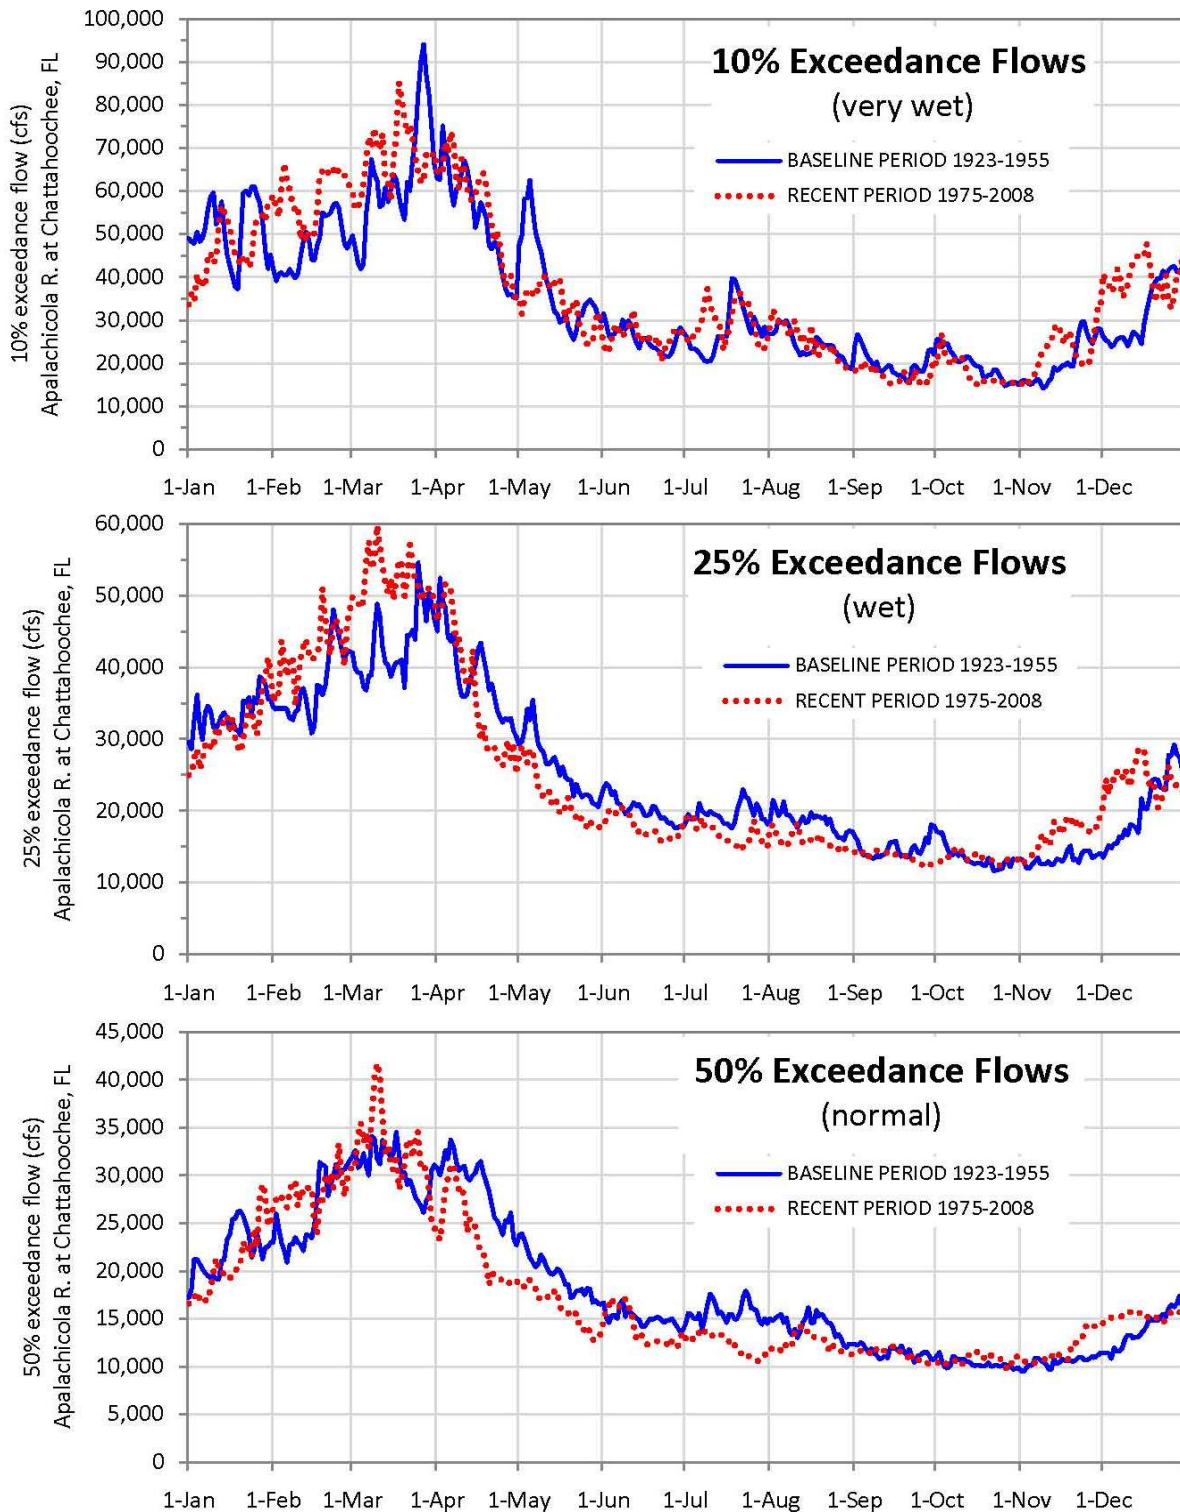 100,000
90,000
80,000
70,000
60,000
50,000
40,000
30,000
20,000
10,000
0
10% exceedance flow (cfs)
Apalachicola R. at Chattahoochee, FL
10% Exceedance Flows
(very wet)
BASELINE PERIOD 1923-1955
RECENT PERIOD 1975-2008
1-Jan 1-Feb 1-Mar 1-Apr 1-May 1-Jun 1-Jul 1-Aug 1-Sep 1-Oct 1-Nov 1-Dec
60,000
50,000
40,000
30,000
20,000
10,000
0
25% exceedance flow (cfs)
Apalachicola R. at Chattahoochee, FL
25% Exceedance Flows
(wet)
BASELINE PERIOD 1923-1955
RECENT PERIOD 1975-2008
1-Jan 1-Feb 1-Mar 1-Apr 1-May 1-Jun 1-Jul 1-Aug 1-Sep 1-Oct 1-Nov 1-Dec
45,000
40,000
35,000
30,000
25,000
20,000
15,000
10,000
5,000
0
50% exceedance flow (cfs)
Apalachicola R. at Chattahoochee, FL
50% Exceedance Flows
(normal)
BASELINE PERIOD 1923-1955
RECENT PERIOD 1975-2008
1-Jan 1-Feb 1-Mar 1-Apr 1-May 1-Jun 1-Jul 1-Aug 1-Sep 1-Oct 1-Nov 1-Dec